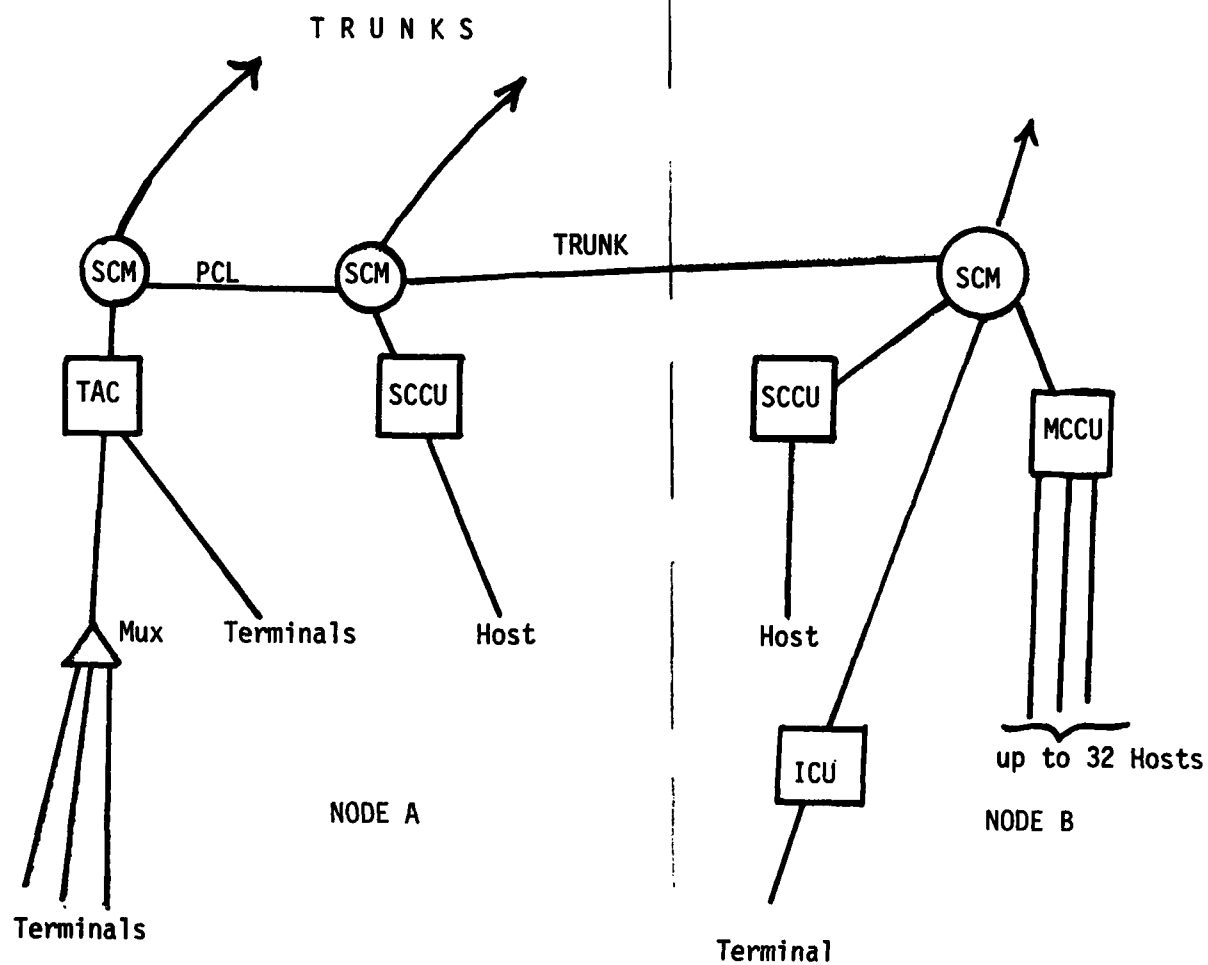 T R U N K S
TRUNK
SCM
PCL
SCM
SCM
TAC
SCCU
SCCU
MCCU
Mux
Terminals
Host
Host
up to 32 Hosts
ICU
NODE A
NODE B
Terminals
Terminal